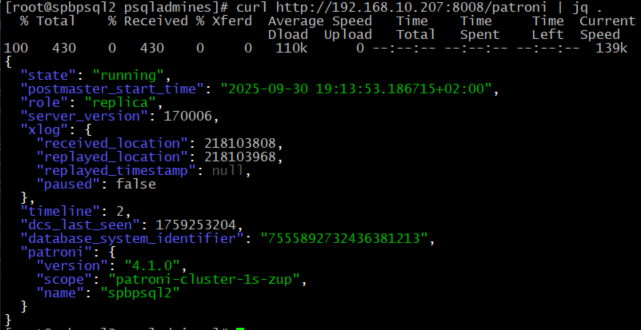 [root@spbpsql2 psqladmines]# curl http://192.168.10.207:8008/patroni | jq .
  % Total    % Received % Xferd  Average Speed   Time    Time     Time  Current
                                 Dload  Upload   Total   Spent    Left  Speed
100   430    0   430    0     0   110k      0 --:--:-- --:--:-- --:--:--  139k
{
  "state": "running",
  "postmaster_start_time": "2025-09-30 19:13:53.186715+02:00",
  "role": "replica",
  "server_version": 170006,
  "xlog": {
    "received_location": 218103808,
    "replayed_location": 218103968,
    "replayed_timestamp": null,
    "paused": false
  },
  "timeline": 2,
  "dcs_last_seen": 1759253204,
  "database_system_identifier": "7555892732436381213",
  "patroni": {
    "version": "4.1.0",
    "scope": "patroni-cluster-1s-zup",
    "name": "spbpsql2"
  }
}